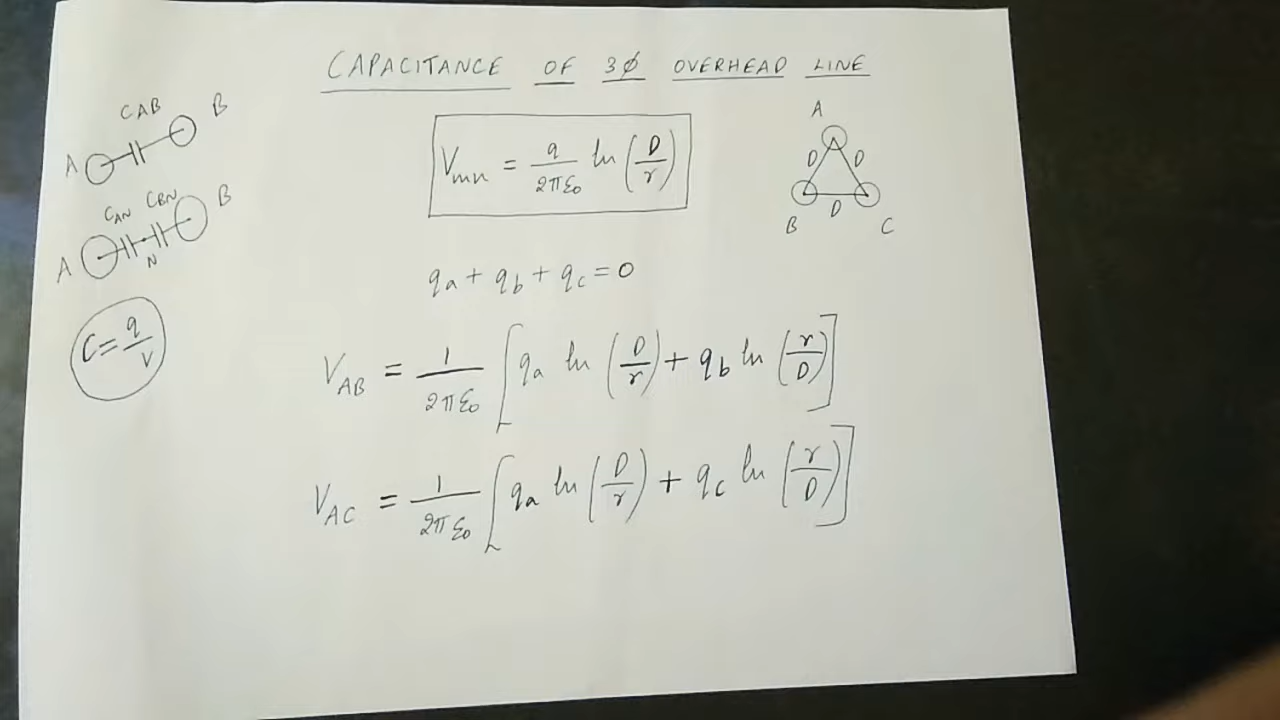 CAPACITANCE OF 3Ø OVERHEAD LINE
CAB
A B
CAN CBN
A N B
C = q/V
Vmn = q/2πε₀ ln (D/r)
A
D D
D
B C
qa + qb + qc = 0
VAB = 1/2πε₀ [qa ln (D/r) + qb ln (r/D)]
VAC = 1/2πε₀ [qa ln (D/r) + qc ln (r/D)]